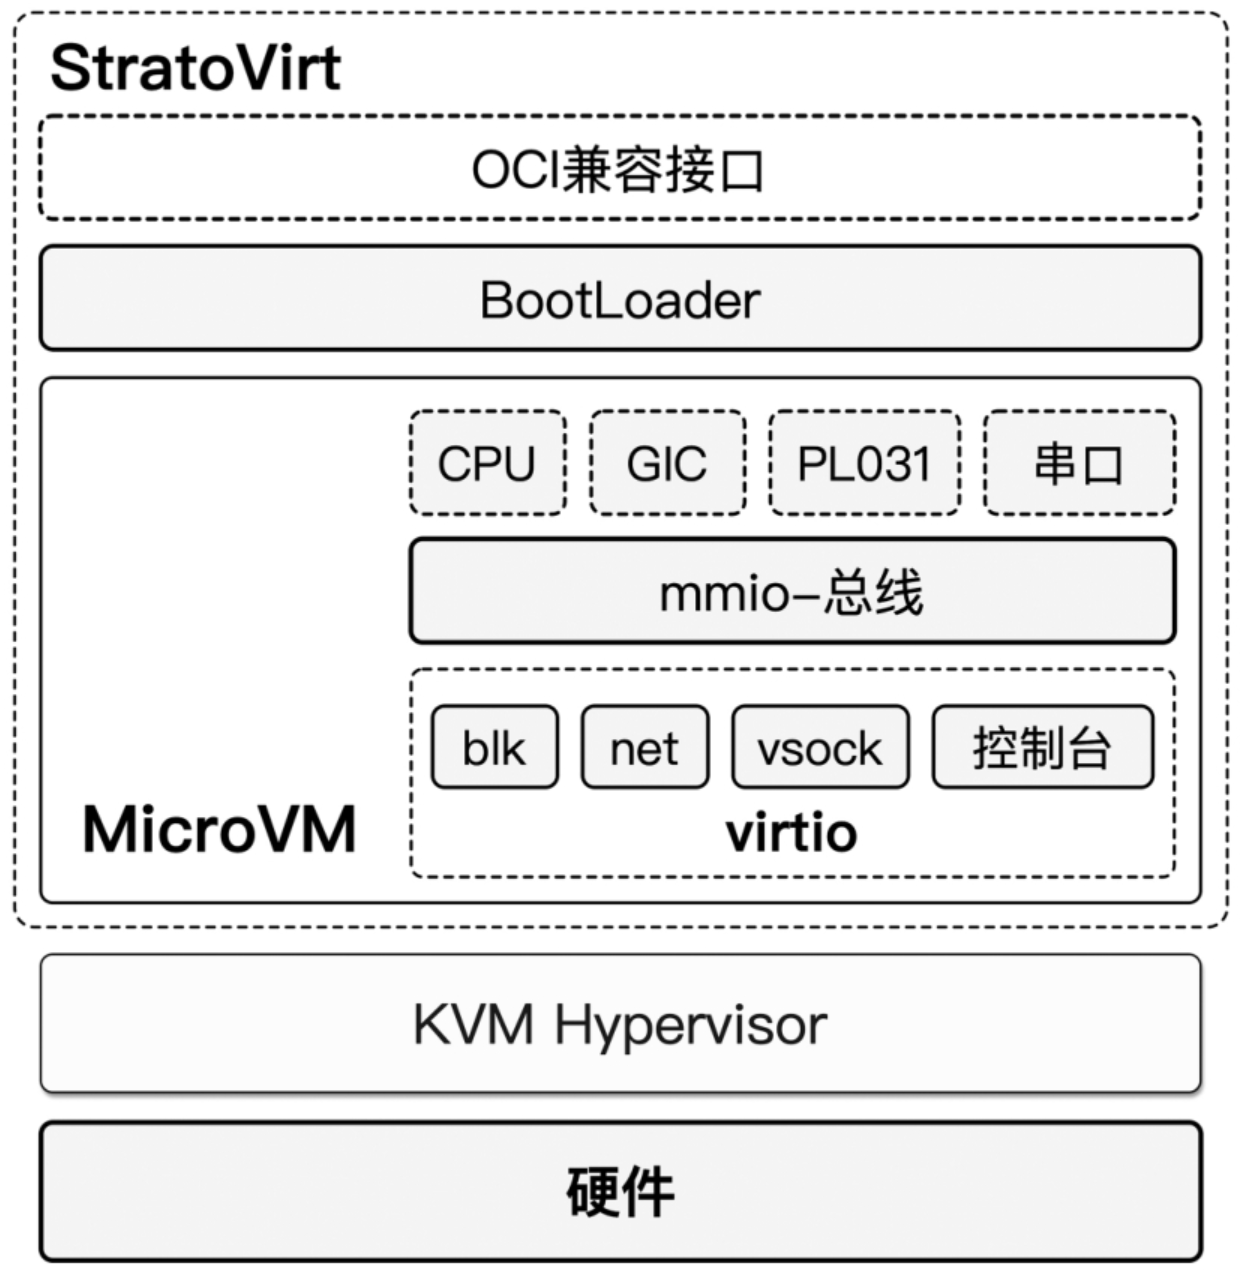 StratoVirt
OCI兼容接口
BootLoader
CPU GIC PL031 串口
mmio-总线
blk net vsock 控制台
virtio
MicroVM
KVM Hypervisor
硬件